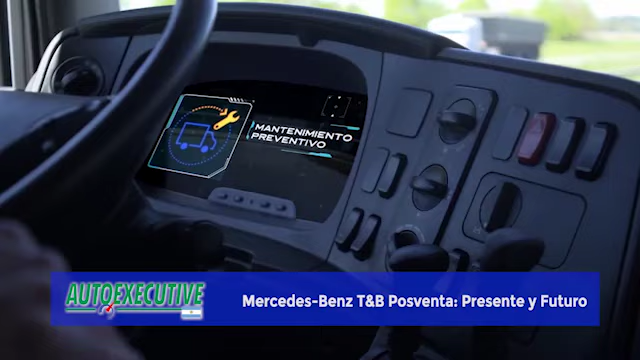 MANTENIMIENTO
PREVENTIVO
AUTOEXECUTIVE
Mercedes-Benz T&B Posventa: Presente y Futuro